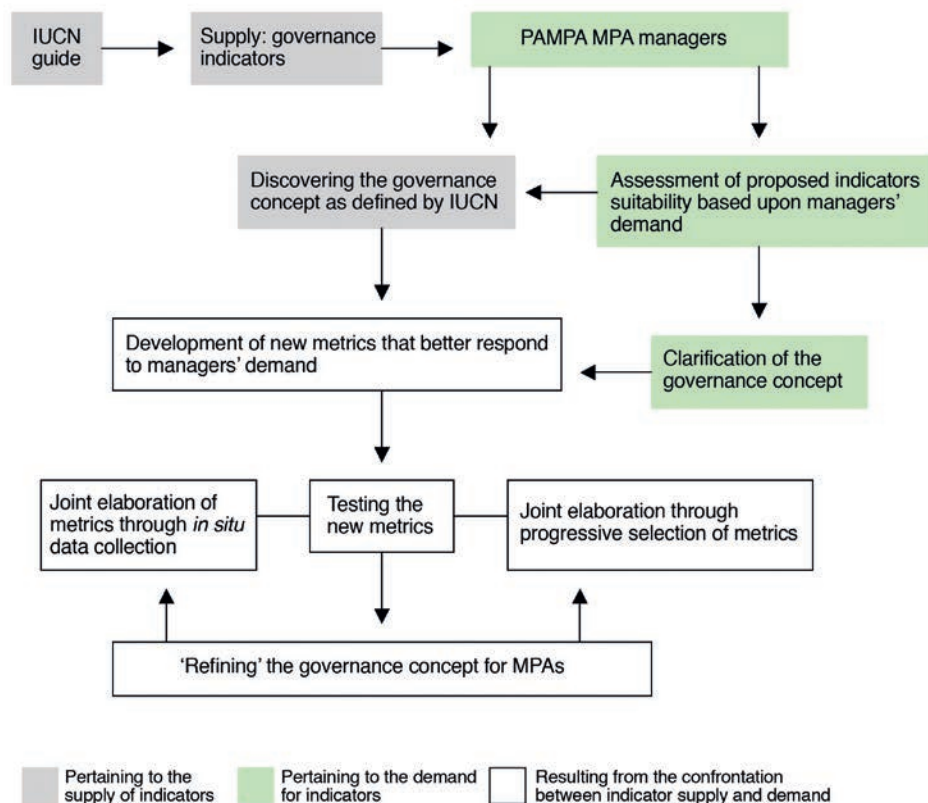 IUCN
guide
Supply: governance
indicators
PAMPA MPA managers
Discovering the governance
concept as defined by IUCN
Assessment of proposed indicators
suitability based upon managers’
demand
Development of new metrics that better respond
to managers’ demand
Clarification of the
governance concept
Joint elaboration of
metrics through in situ
data collection
Testing the
new metrics
Joint elaboration through
progressive selection of metrics
‘Refining’ the governance concept for MPAs
Pertaining to the
supply of indicators
Pertaining to the demand
for indicators
Resulting from the confrontation
between indicator supply and demand